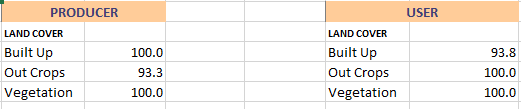 PRODUCER USER
LAND COVER LAND COVER
Built Up 100.0 Built Up 93.8
Out Crops 93.3 Out Crops 100.0
Vegetation 100.0 Vegetation 100.0